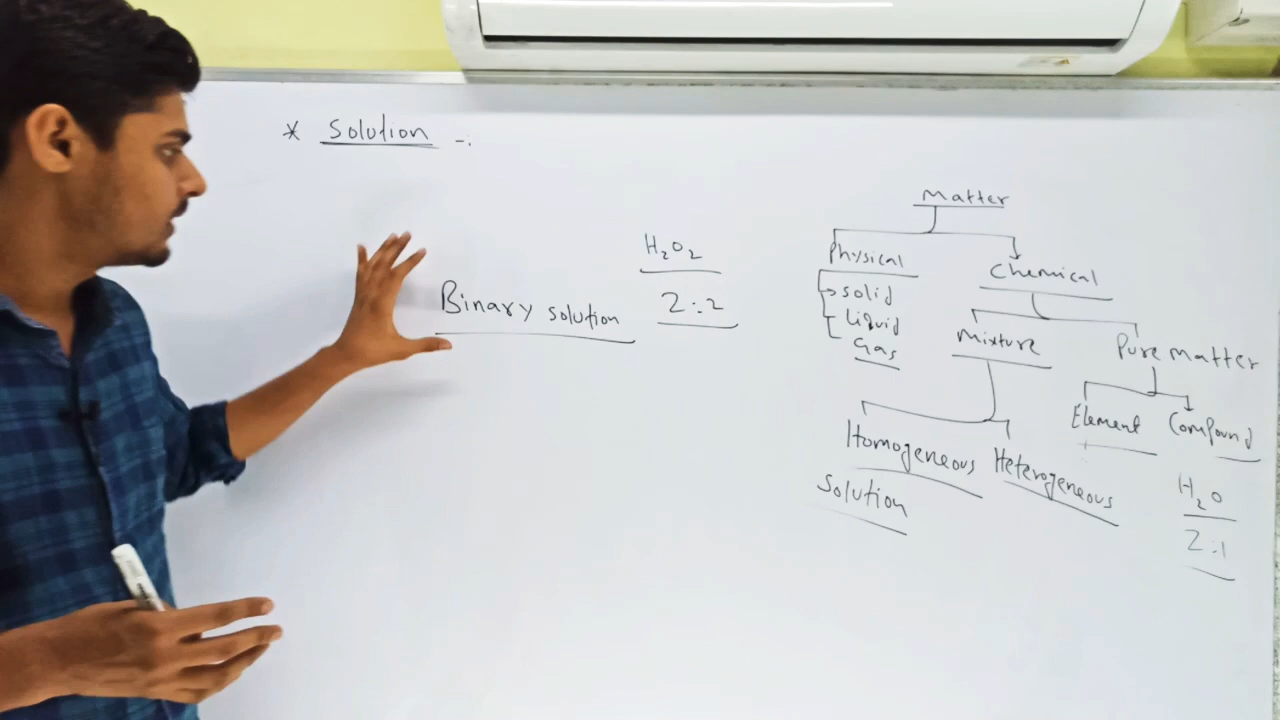 * Solution -:
H₂O₂
Binary solution 2:2
Matter
Physical Chemical
solid
liquid
Gas
Mixture Pure Matter
Element Compound
Homogeneous Heterogeneous
Solution
H₂O
2:1